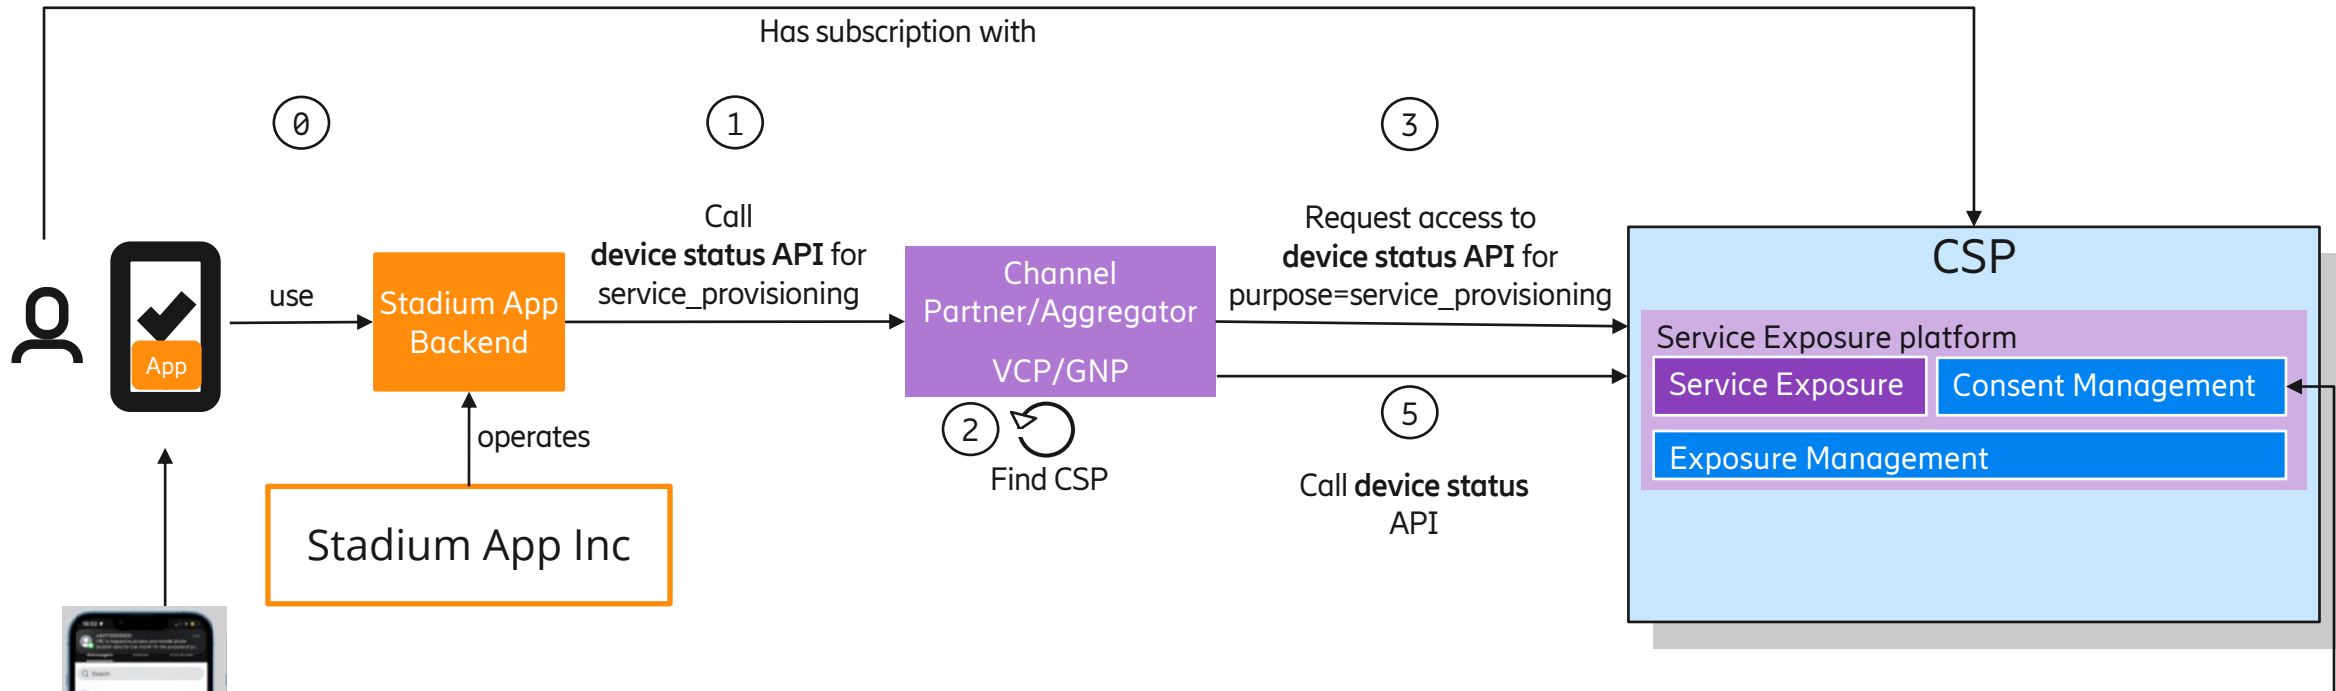 Has subscription with
0
1
3
Call
device status API for
service_provisioning
Request access to
device status API for
purpose=service_provisioning
use
App
Stadium App
Backend
operates
Stadium App Inc
Channel
Partner/Aggregator
VCP/GNP
2
Find CSP
5
Call device status
API
CSP
Service Exposure platform
Service Exposure
Consent Management
Exposure Management
Search